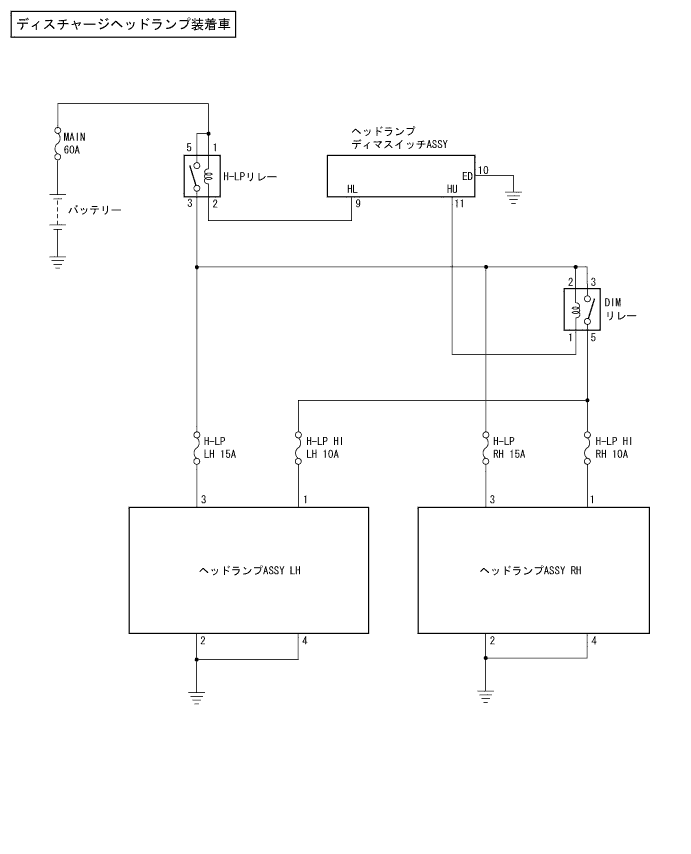 ディスチャージヘッドランプ装着車
MAIN
60A
バッテリー
5 1
H-LPリレー
3 2
ヘッドランプ
ディマスイッチASSY
10
ED
HL HU
9 11
2 3
DIM
リレー
1 5
H-LP
LH 15A
H-LP HI
LH 10A
H-LP
RH 15A
H-LP HI
RH 10A
3 1 3 1
ヘッドランプASSY LH
ヘッドランプASSY RH
2 4 2 4